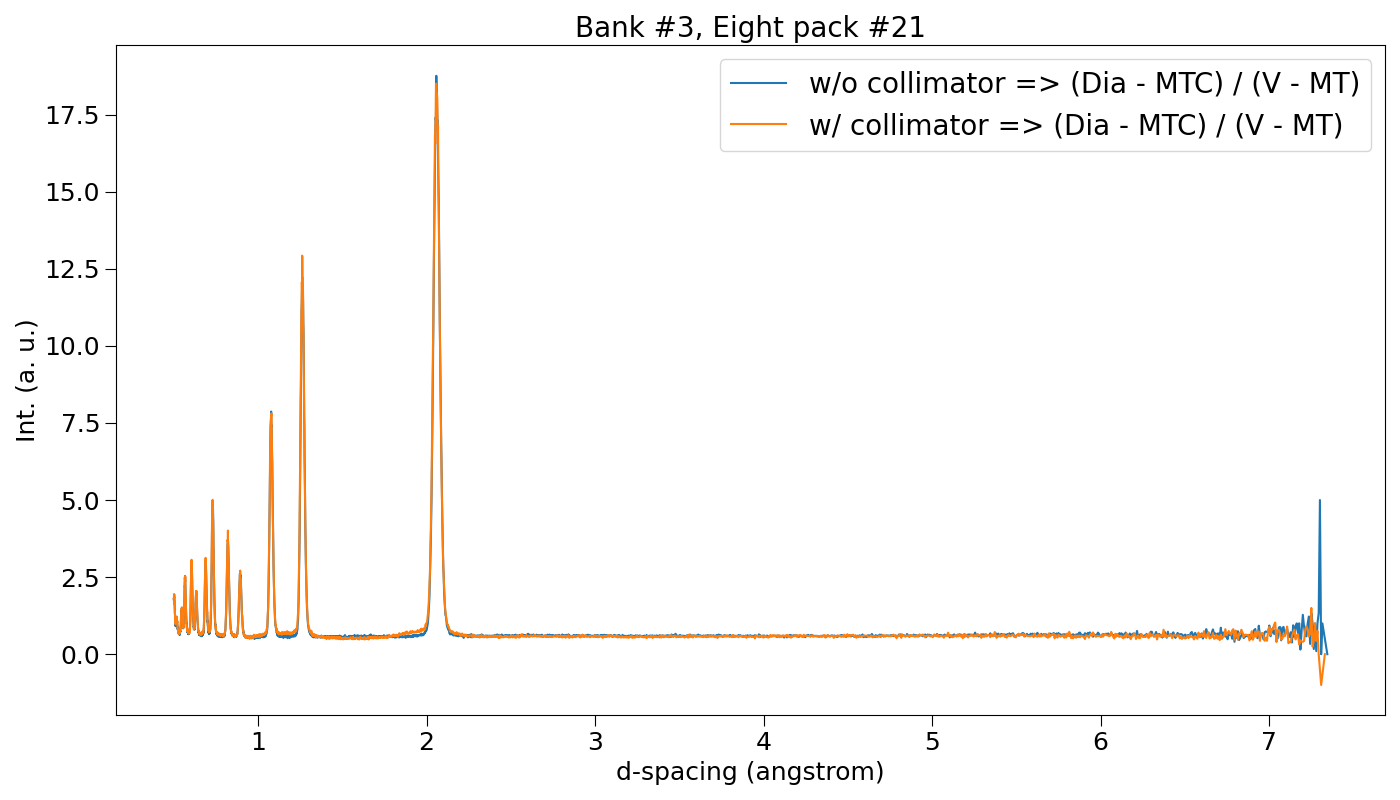 Bank #3, Eight pack #21
w/o collimator => (Dia - MTC) / (V - MT)
w/ collimator => (Dia - MTC) / (V - MT)
17.5
15.0
12.5
10.0
7.5
5.0
2.5
0.0
Int. (a. u.)
1 2 3 4 5 6 7
d-spacing (angstrom)